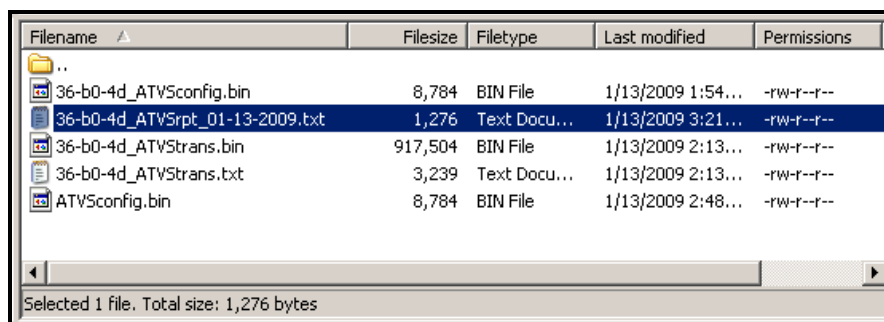 Filename Filesize Filetype Last modified Permissions
..
36-b0-4d_ATVSconfig.bin 8,784 BIN File 1/13/2009 1:54... -rw-r--r--
36-b0-4d_ATVSrpt_01-13-2009.txt 1,276 Text Docu... 1/13/2009 3:21... -rw-r--r--
36-b0-4d_ATVStrans.bin 917,504 BIN File 1/13/2009 2:13... -rw-r--r--
36-b0-4d_ATVStrans.txt 3,239 Text Docu... 1/13/2009 2:13... -rw-r--r--
ATVSconfig.bin 8,784 BIN File 1/13/2009 2:48... -rw-r--r--
Selected 1 file. Total size: 1,276 bytes